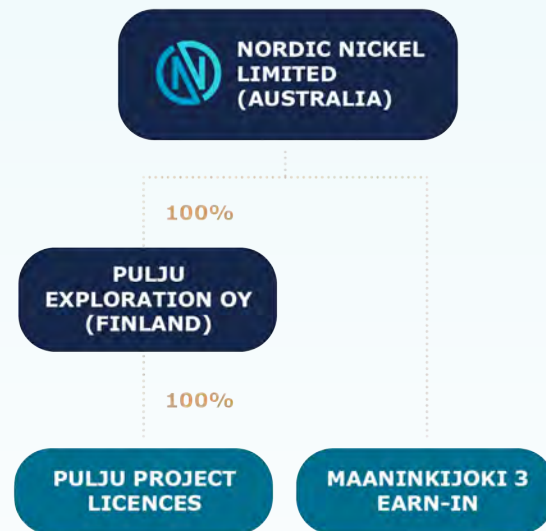 NORDIC NICKEL
LIMITED
(AUSTRALIA)
100%
PULJU
EXPLORATION OY
(FINLAND)
100%
PULJU PROJECT
LICENCES
MAANINKIJOKI 3
EARN-IN